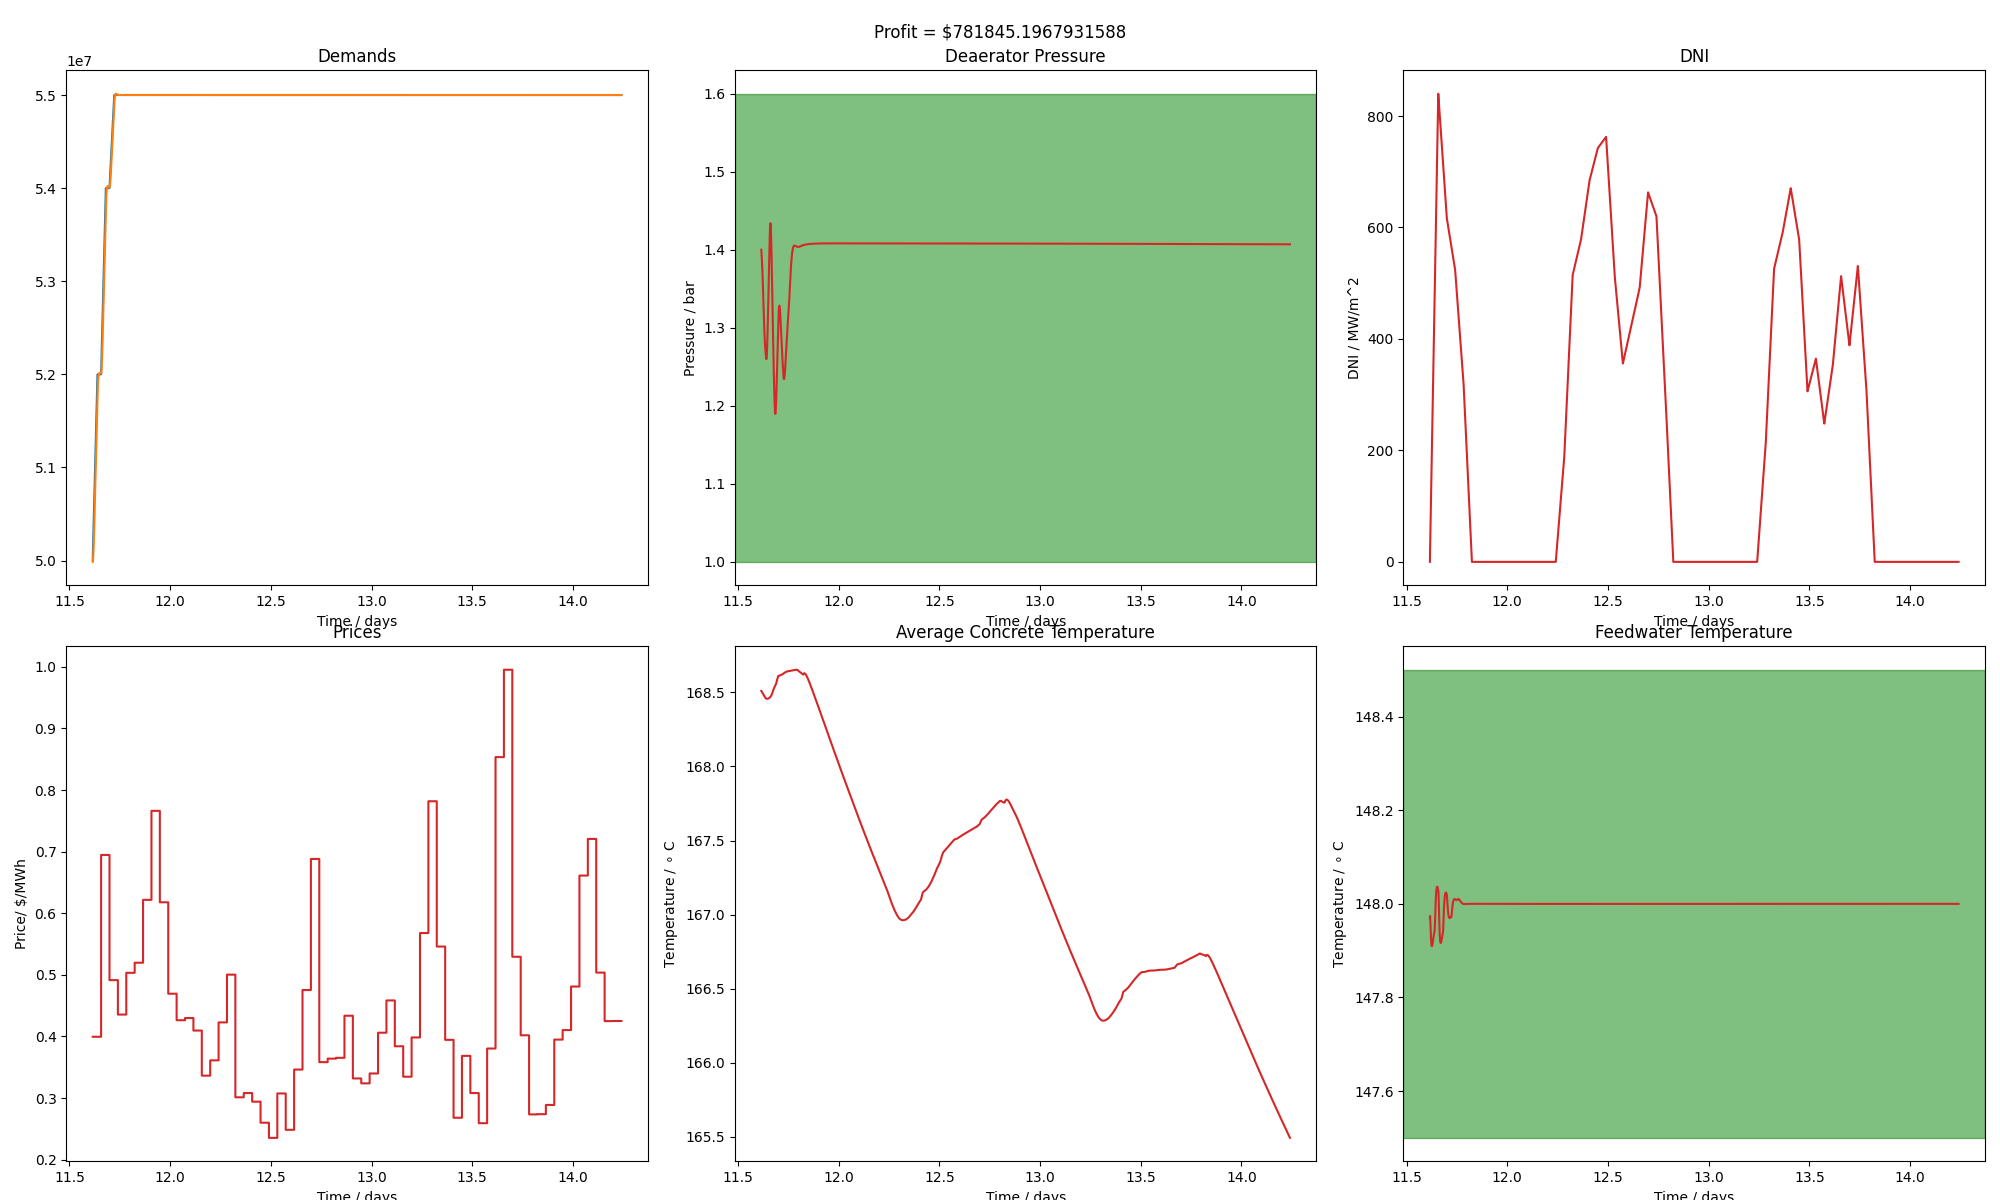 Profit = $781845.1967931588
Demands
1e7
5.5
5.4
5.3
5.2
5.1
5.0
11.5 12.0 12.5 13.0 13.5 14.0
Time / days
Deaerator Pressure
Pressure / bar
1.6
1.5
1.4
1.3
1.2
1.1
1.0
11.5 12.0 12.5 13.0 13.5 14.0
Time / days
DNI
DNI / MW/m^2
800
600
400
200
0
11.5 12.0 12.5 13.0 13.5 14.0
Time / days
Prices
Price/ $/MWh
1.0
0.9
0.8
0.7
0.6
0.5
0.4
0.3
0.2
11.5 12.0 12.5 13.0 13.5 14.0
Time / days
Average Concrete Temperature
Temperature / ∘ C
168.5
168.0
167.5
167.0
166.5
166.0
165.5
11.5 12.0 12.5 13.0 13.5 14.0
Time / days
Feedwater Temperature
Temperature / ∘ C
148.4
148.2
148.0
147.8
147.6
11.5 12.0 12.5 13.0 13.5 14.0
Time / days